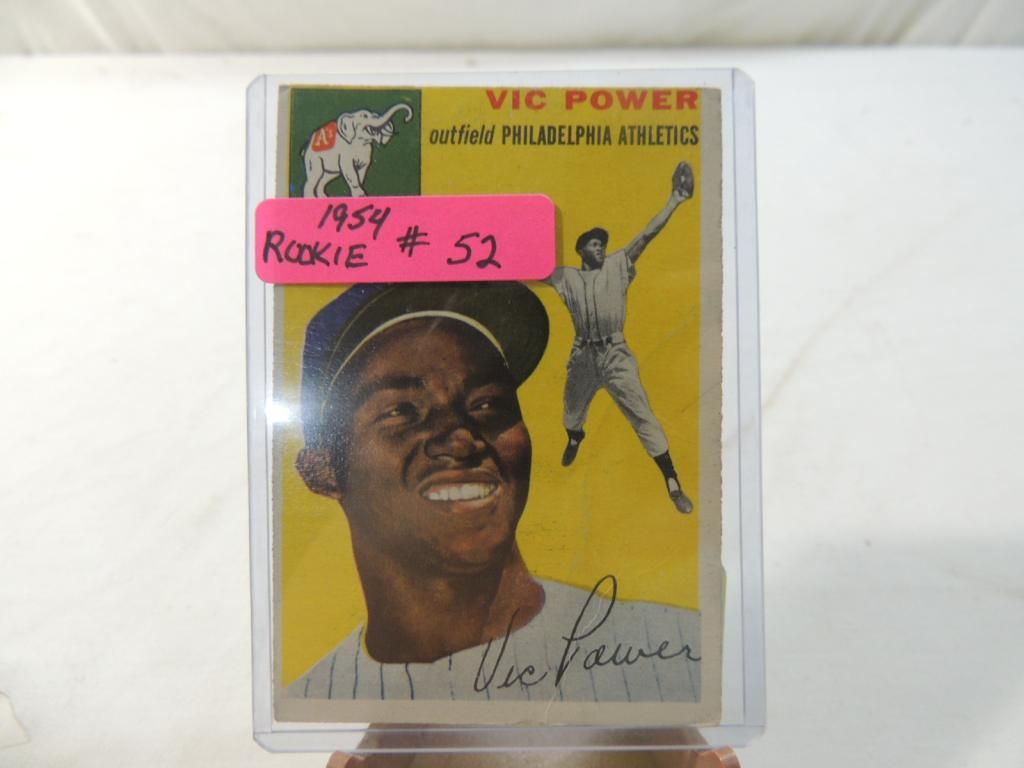 VIC POWER
outfield PHILADELPHIA ATHLETICS
A's
1954
ROOKIE # 52
Vic Power